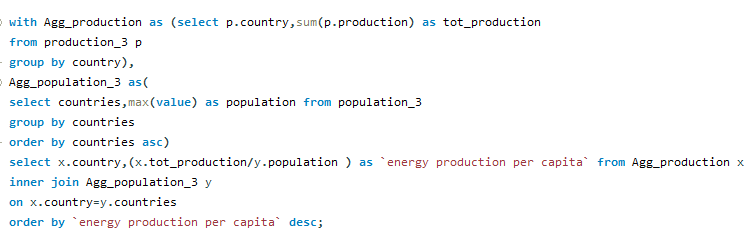 with Agg_production as (select p.country,sum(p.production) as tot_production
from production_3 p
group by country),
Agg_population_3 as(
select countries,max(value) as population from population_3
group by countries
order by countries asc)
select x.country,(x.tot_production/y.population ) as `energy production per capita` from Agg_production x
inner join Agg_population_3 y
on x.country=y.countries
order by `energy production per capita` desc;